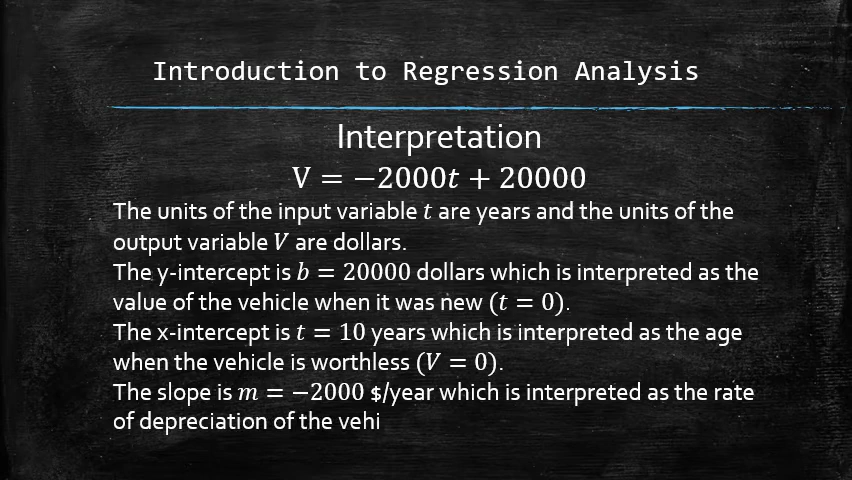 Introduction to Regression Analysis
Interpretation
V = −2000t + 20000
The units of the input variable t are years and the units of the
output variable V are dollars.
The y-intercept is b = 20000 dollars which is interpreted as the
value of the vehicle when it was new (t = 0).
The x-intercept is t = 10 years which is interpreted as the age
when the vehicle is worthless (V = 0).
The slope is m = −2000 $/year which is interpreted as the rate
of depreciation of the vehi